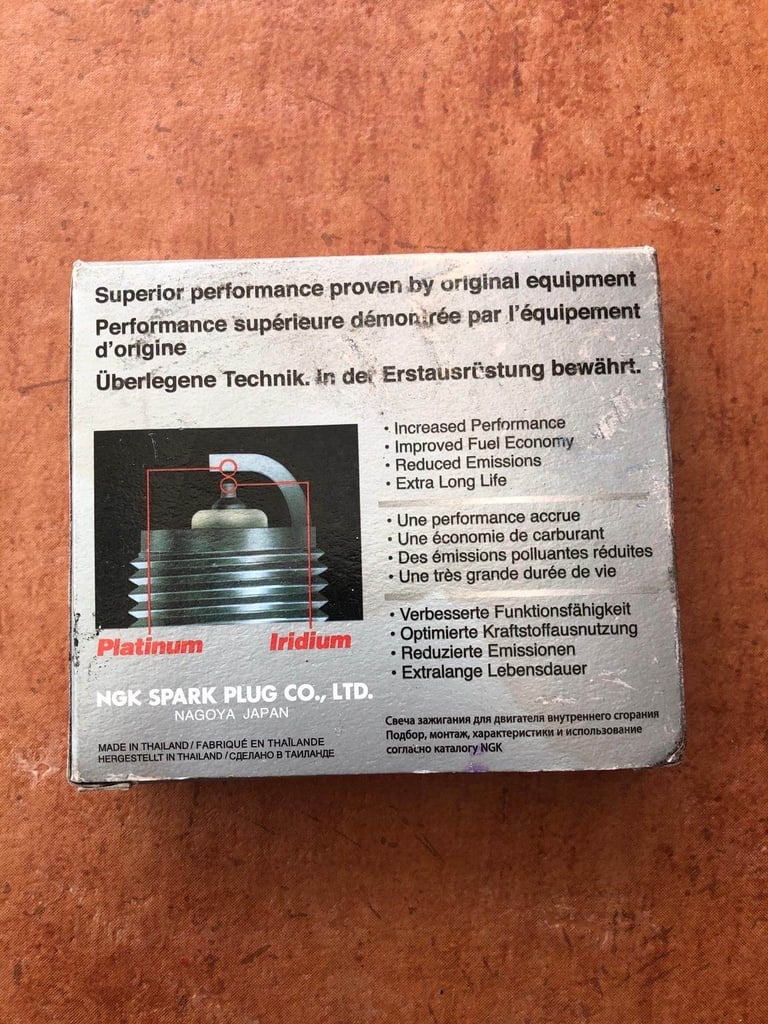 Superior performance proven by original equipment
Performance supérieure démontrée par l'équipement
d'origine
Überlegene Technik. In der Erstausrüstung bewährt.
• Increased Performance
• Improved Fuel Economy
• Reduced Emissions
• Extra Long Life
• Une performance accrue
• Une économie de carburant
• Des émissions polluantes réduites
• Une très grande durée de vie
• Verbesserte Funktionsfähigkeit
• Optimierte Kraftstoffausnutzung
• Reduzierte Emissionen
• Extralange Lebensdauer
Platinum
Iridium
NGK SPARK PLUG CO., LTD.
NAGOYA JAPAN
MADE IN THAILAND / FABRIQUÉ EN THAÏLANDE
HERGESTELLT IN THAILAND / СДЕЛАНО В ТАИЛАНДЕ
Свеча зажигания для двигателя внутреннего сгорания
Подбор, монтаж, характеристики и использование
согласно каталогу NGK